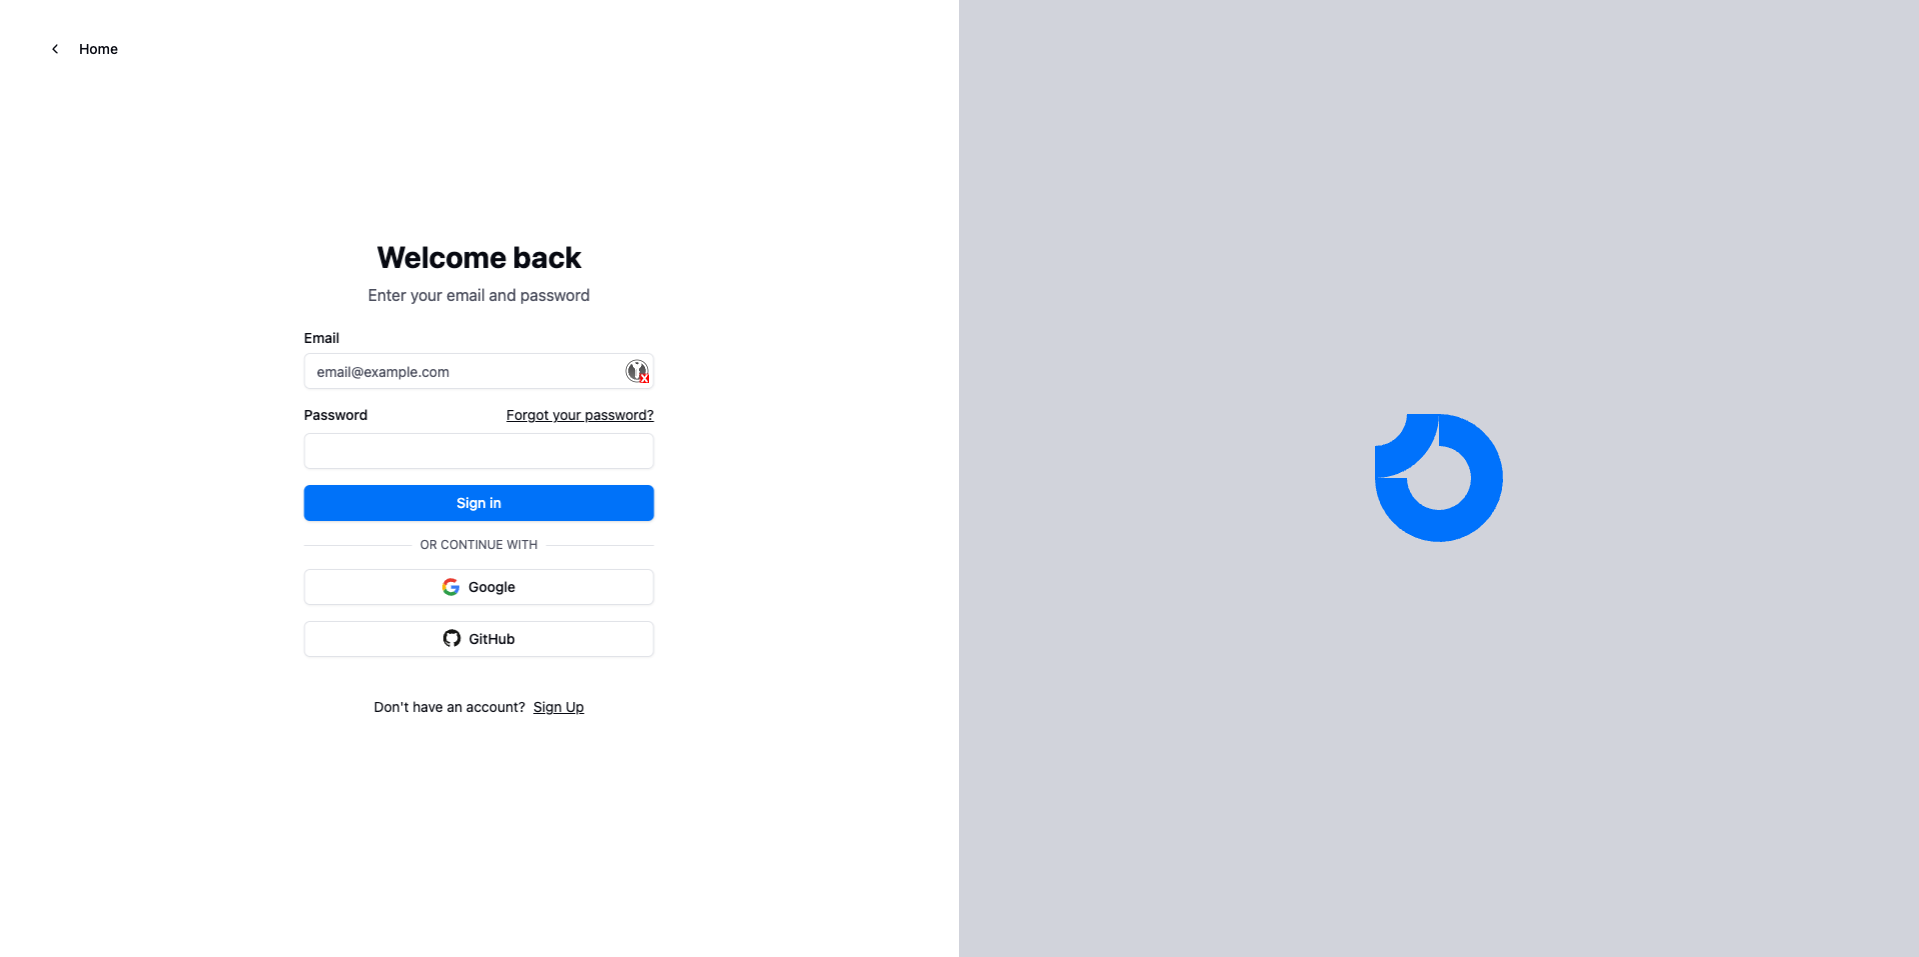 Home
Welcome back
Enter your email and password
Email
email@example.com
Password
Forgot your password?
Sign in
OR CONTINUE WITH
Google
GitHub
Don't have an account? Sign Up